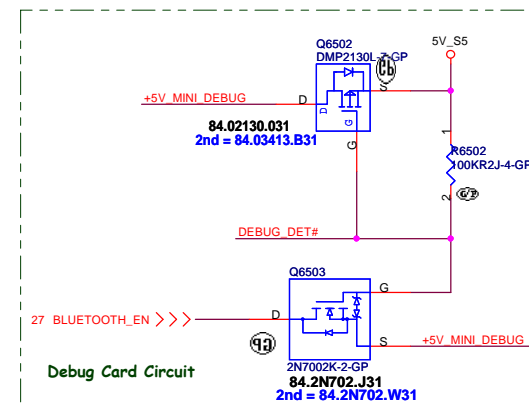 Q6502
DMP2130L-7-GP
5V_S5
+5V_MINI_DEBUG
D
S
D
G
G
84.02130.031
2nd = 84.03413.B31
1
R6502
100KR2J-4-GP
2
DEBUG_DET#
Q6503
G
27 BLUETOOTH_EN
D
S
+5V_MINI_DEBUG
2N7002K-2-GP
Debug Card Circuit
84.2N702.J31
2nd = 84.2N702.W31